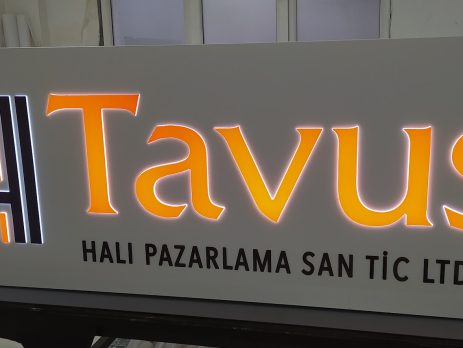 Tavus
HALI PAZARLAMA SAN TİC LTD